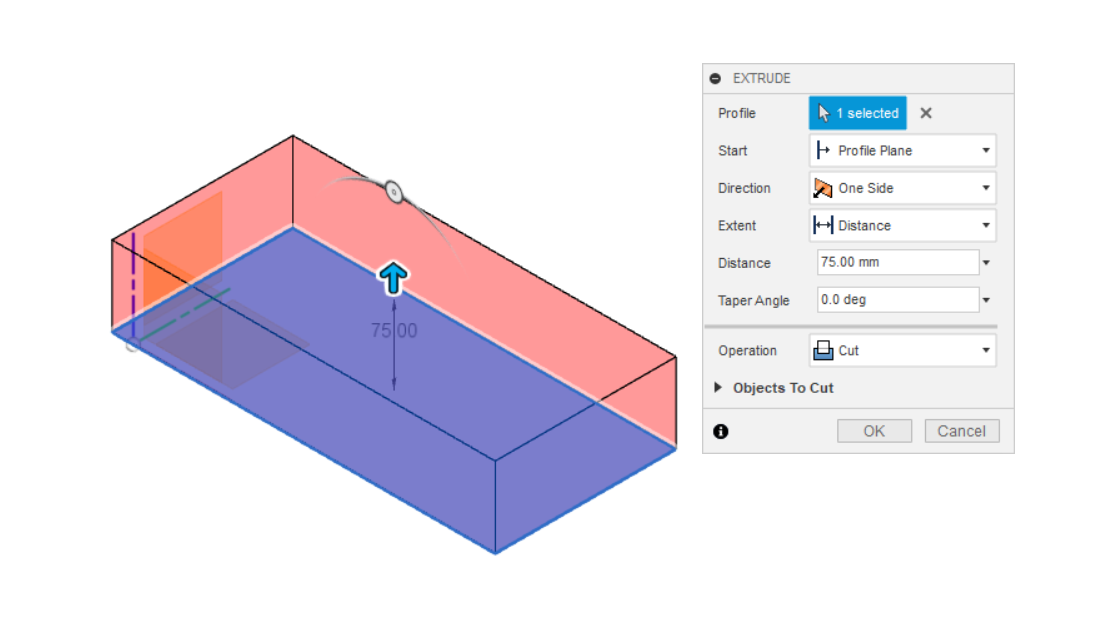 EXTRUDE
Profile
1 selected
Start
Profile Plane
Direction
One Side
Extent
Distance
Distance
75.00 mm
Taper Angle
0.0 deg
Operation
Cut
Objects To Cut
OK
Cancel
75.00